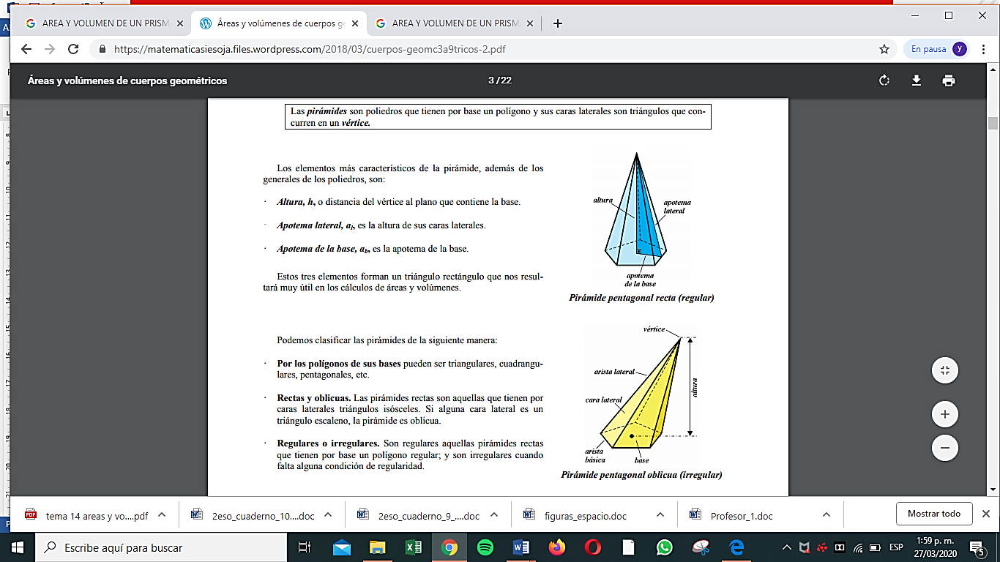 AREA Y VOLUMEN DE UN PRISM
Áreas y volúmenes de cuerpos ge
AREA Y VOLUMEN DE UN PRISM
https://matematicasiesoja.files.wordpress.com/2018/03/cuerpos-geomc3a9tricos-2.pdf
En pausa
y
Áreas y volúmenes de cuerpos geométricos
3 / 22
Las pirámides son poliedros que tienen por base un polígono y sus caras laterales son triángulos que con-
curren en un vértice.
Los elementos más característicos de la pirámide, además de los
generales de los poliedros, son:
· Altura, h, o distancia del vértice al plano que contiene la base.
· Apotema lateral, al, es la altura de sus caras laterales.
· Apotema de la base, ab, es la apotema de la base.
Estos tres elementos forman un triángulo rectángulo que nos resul-
tará muy útil en los cálculos de áreas y volúmenes.
altura
apotema
lateral
apotema
de la base
Pirámide pentagonal recta (regular)
Podemos clasificar las pirámides de la siguiente manera:
· Por los polígonos de sus bases pueden ser triangulares, cuadrangu-
lares, pentagonales, etc.
· Rectas y oblicuas. Las pirámides rectas son aquellas que tienen por
caras laterales triángulos isósceles. Si alguna cara lateral es un
triángulo escaleno, la pirámide es oblicua.
· Regulares o irregulares. Son regulares aquellas pirámides rectas
que tienen por base un polígono regular; y son irregulares cuando
falta alguna condición de regularidad.
vértice
arista lateral
cara lateral
altura
arista
básica
base
Pirámide pentagonal oblicua (irregular)
tema 14 areas y vo....pdf
2eso_cuaderno_10....doc
2eso_cuaderno_9_....doc
figuras_espacio.doc
Profesor_1.doc
Mostrar todo
Escribe aquí para buscar
ESP
1:59 p. m.
27/03/2020
5